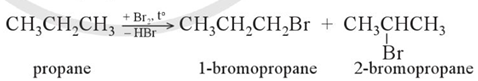 CH₃CH₂CH₃ + Br₂, t° / – HBr → CH₃CH₂CH₂Br + CH₃CHCH₃
Br
propane 1-bromopropane 2-bromopropane